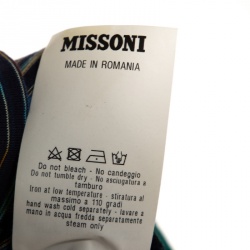 MISSONI
MADE IN ROMANIA
Do not bleach - No candeggio
Do not tumble dry - No asciugatura a
tamburo
Iron at low temperature - stiratura al
massimo a 110 gradi
hand wash cold separately - lavare a
mano in acqua fredda separatamente
steam only